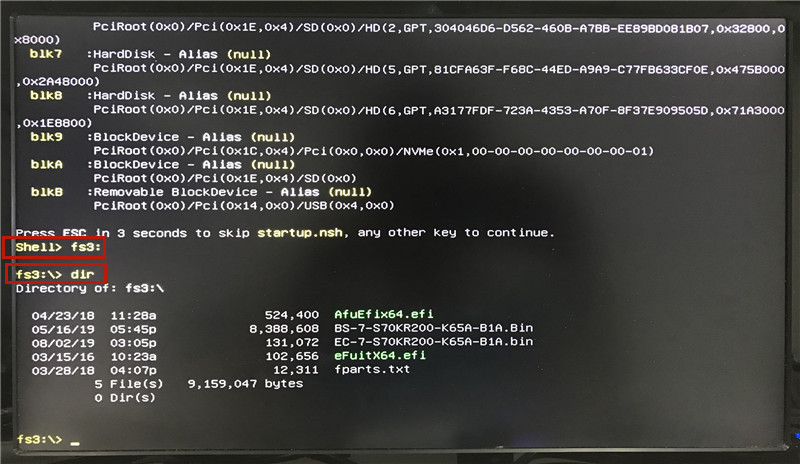 PciRoot(0x0)/Pci(0x1E,0x4)/SD(0x0)/HD(2,GPT,304046D6-D562-460B-A7BB-EE89BD081B07,0x32800,0
x8000)
blk7 :HardDisk - Alias (null)
PciRoot(0x0)/Pci(0x1E,0x4)/SD(0x0)/HD(5,GPT,81CFA63F-F68C-44ED-A9A9-C77FB633CF0E,0x475B000
,0x2A48000)
blk8 :HardDisk - Alias (null)
PciRoot(0x0)/Pci(0x1E,0x4)/SD(0x0)/HD(6,GPT,A3177FDF-723A-4353-A70F-8F37E909505D,0x71A3000
,0x1E8800)
blk9 :BlockDevice - Alias (null)
PciRoot(0x0)/Pci(0x1C,0x4)/Pci(0x0,0x0)/NVMe(0x1,00-00-00-00-00-00-00-01)
blkA :BlockDevice - Alias (null)
PciRoot(0x0)/Pci(0x1E,0x4)/SD(0x0)
blkB :Removable BlockDevice - Alias (null)
PciRoot(0x0)/Pci(0x14,0x0)/USB(0x4,0x0)
Press ESC in 3 seconds to skip startup.nsh, any other key to continue.
Shell> fs3:
fs3:\> dir
Directory of: fs3:\
04/23/18 11:28a 524,400 AfuEfix64.efi
05/16/19 05:45p 8,388,608 BS-7-S70KR200-K65A-B1A.Bin
08/02/19 03:05p 131,072 EC-7-S70KR200-K65A-B1A.bin
03/15/16 10:23a 102,656 eFuitX64.efi
03/28/18 04:07p 12,311 fparts.txt
5 File(s) 9,159,047 bytes
0 Dir(s)
fs3:\> _